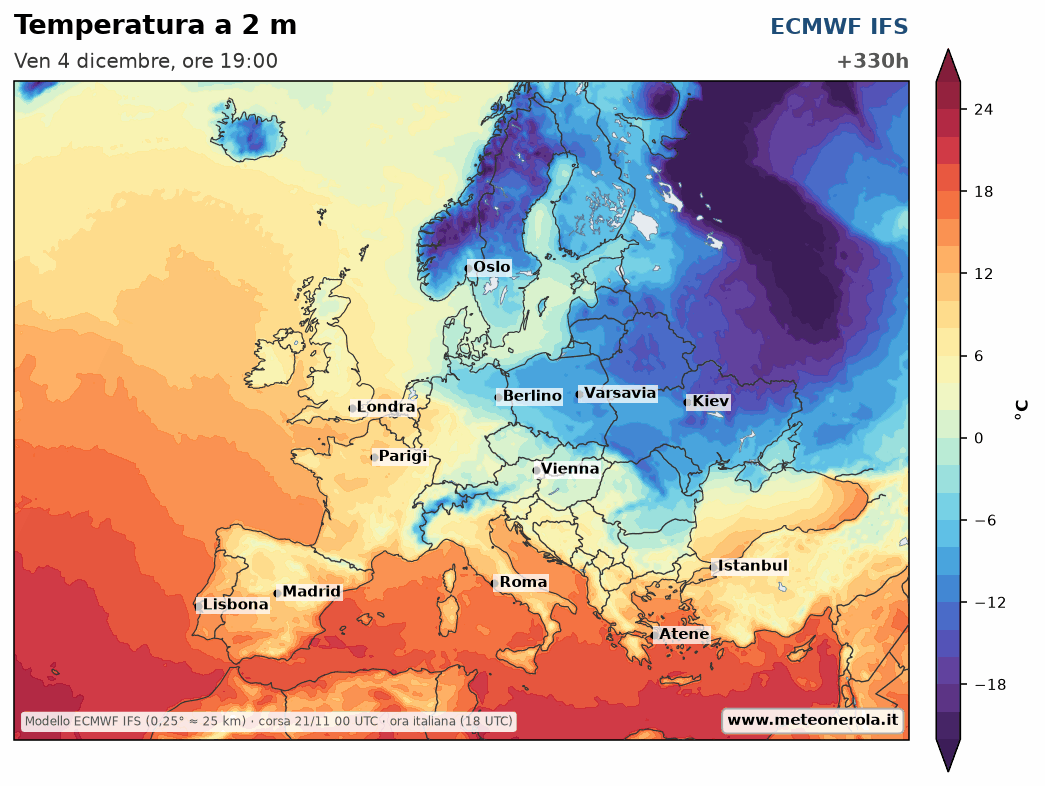 Temperatura a 2 m
ECMWF IFS
Ven 4 dicembre, ore 19:00
+330h
24
18
12
6
0
−6
−12
−18
°C
Oslo
Berlino
Varsavia
Kiev
Londra
Parigi
Vienna
Istanbul
Roma
Madrid
Lisbona
Atene
Modello ECMWF IFS (0,25° ≈ 25 km) · corsa 21/11 00 UTC · ora italiana (18 UTC)
www.meteonerola.it